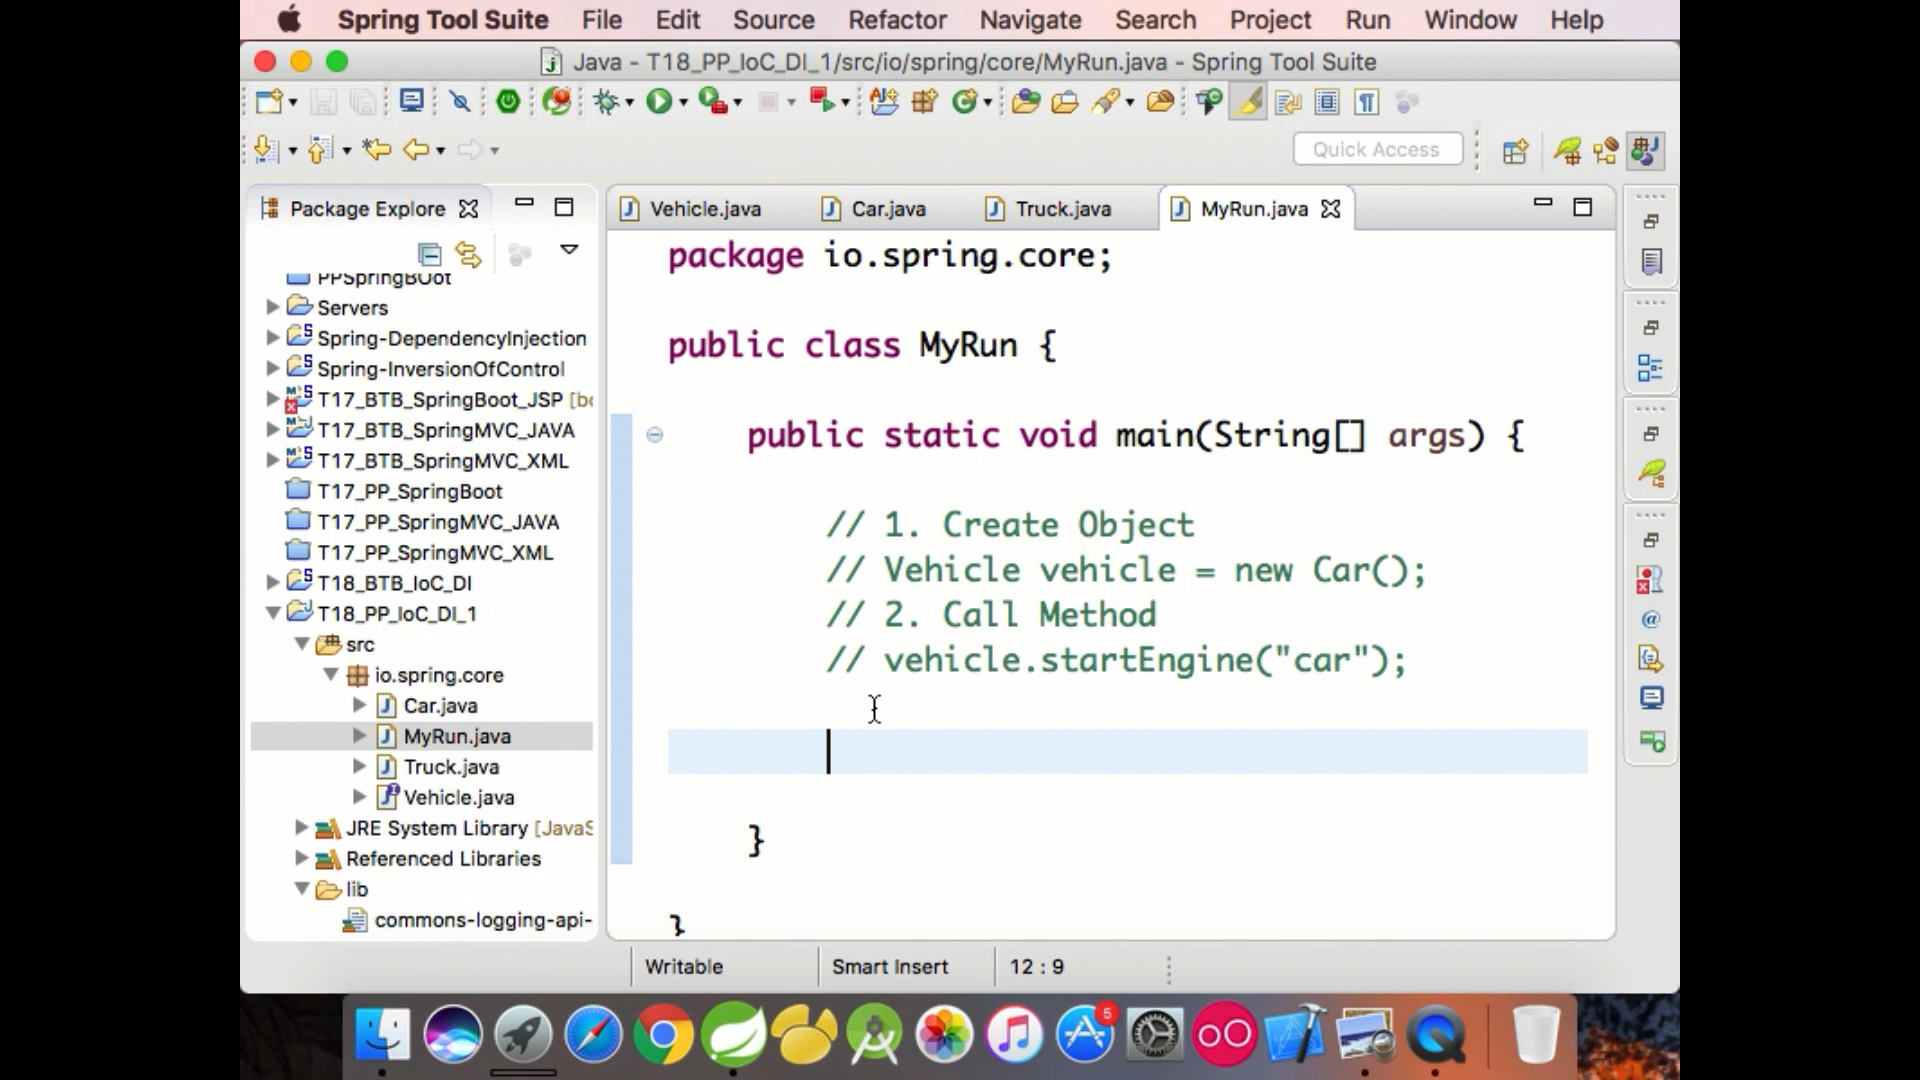 Spring Tool Suite File Edit Source Refactor Navigate Search Project Run Window Help
Java - T18_PP_IoC_DI_1/src/io/spring/core/MyRun.java - Spring Tool Suite
Quick Access
Package Explore
Vehicle.java Car.java Truck.java MyRun.java
PPSpringBOot
Servers
Spring-DependencyInjection
Spring-InversionOfControl
T17_BTB_SpringBoot_JSP [bo
T17_BTB_SpringMVC_JAVA
T17_BTB_SpringMVC_XML
T17_PP_SpringBoot
T17_PP_SpringMVC_JAVA
T17_PP_SpringMVC_XML
T18_BTB_IoC_DI
T18_PP_IoC_DI_1
src
io.spring.core
Car.java
MyRun.java
Truck.java
Vehicle.java
JRE System Library [JavaS
Referenced Libraries
lib
commons-logging-api-
package io.spring.core;
public class MyRun {
public static void main(String[] args) {
// 1. Create Object
// Vehicle vehicle = new Car();
// 2. Call Method
// vehicle.startEngine("car");
}
}
Writable Smart Insert 12 : 9
5